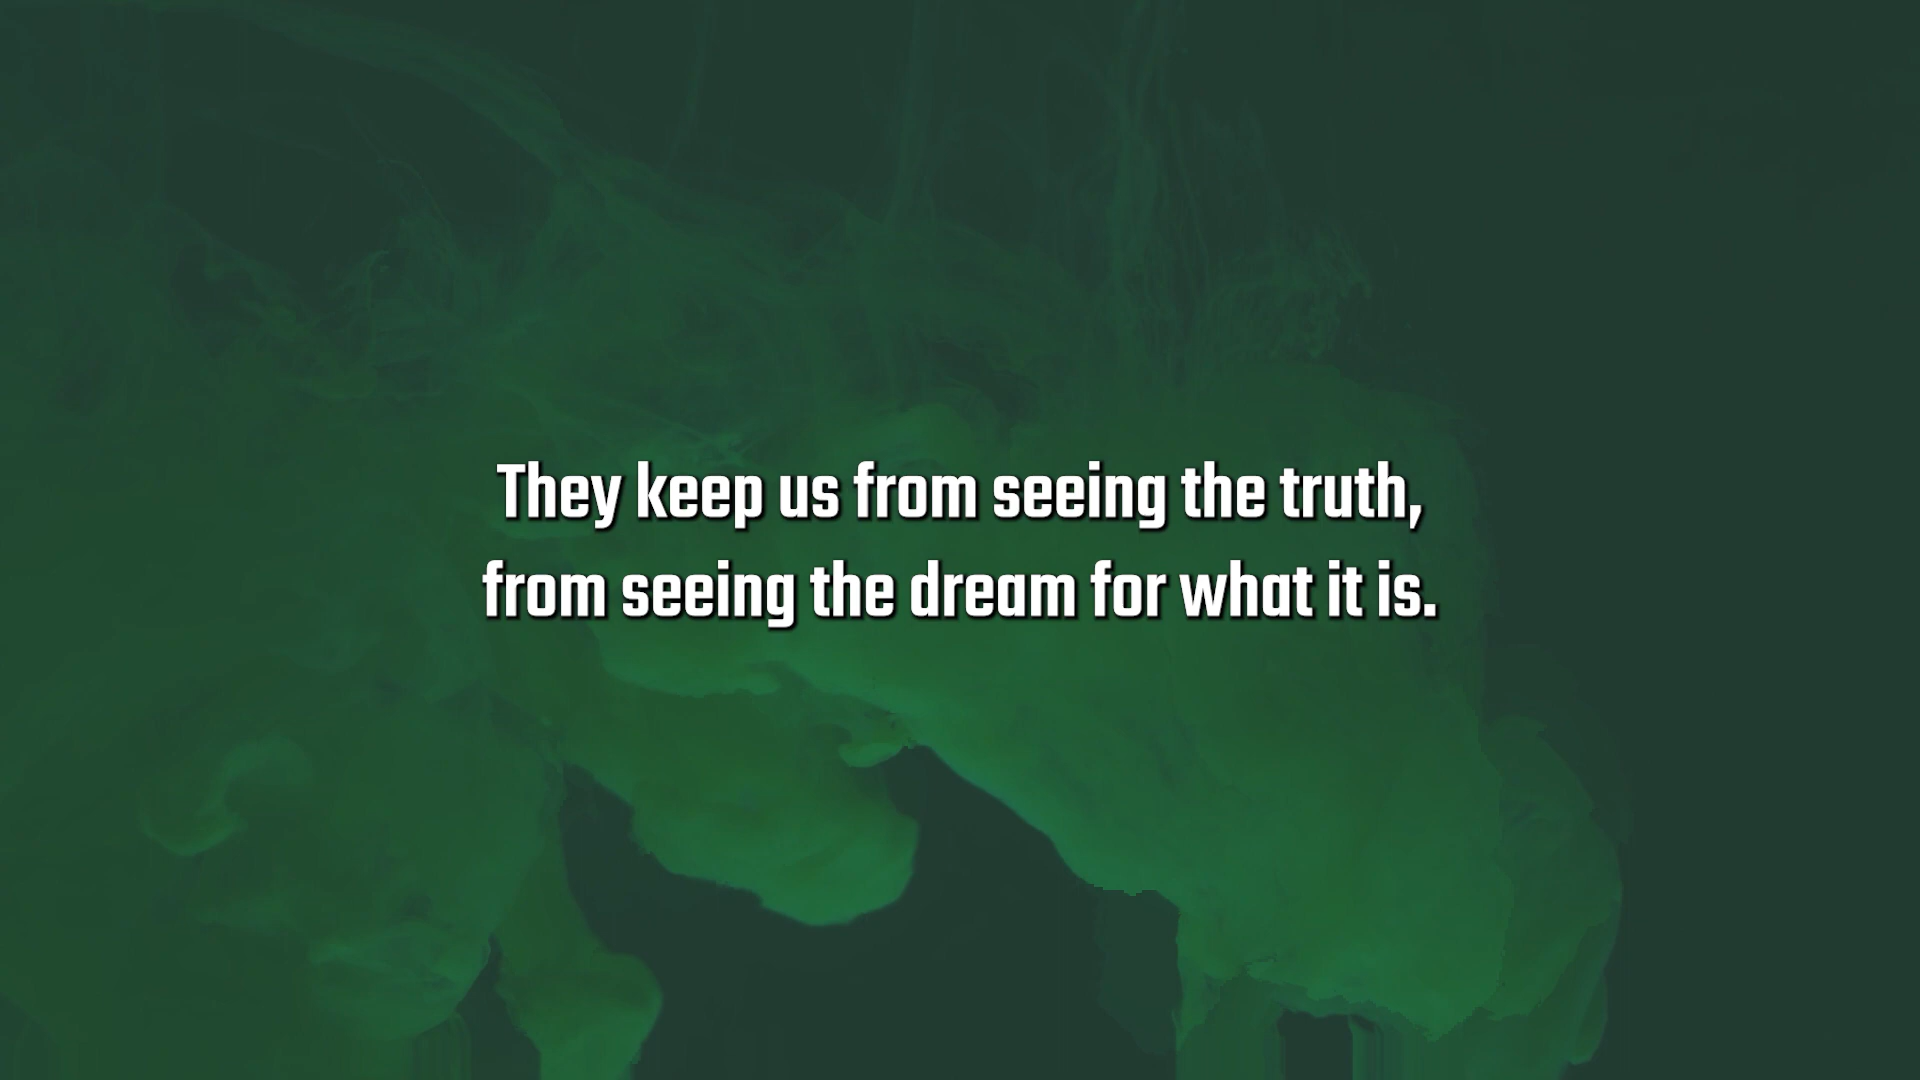 They keep us from seeing the truth,
from seeing the dream for what it is.